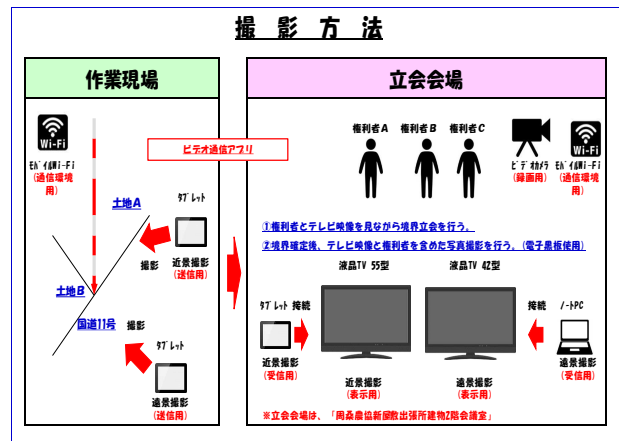 撮影方法
作業現場
Wi-Fi
ﾓﾊﾞｲﾙWi-Fi
(通信環境
用)
ビデオ通信アプリ
土地A
ﾀﾌﾞﾚｯﾄ
撮影
近景撮影
(送信用)
土地B
国道11号
撮影
ﾀﾌﾞﾚｯﾄ
遠景撮影
(送信用)
立会会場
権利者A
権利者B
権利者C
ﾋﾞﾃﾞｵｶﾒﾗ
(録画用)
Wi-Fi
ﾓﾊﾞｲﾙWi-Fi
(通信環境
用)
①権利者とテレビ映像を見ながら境界立会を行う。
②境界確定後、テレビ映像と権利者を含めた写真撮影を行う。(電子黒板使用)
液晶TV 55型
液晶TV 42型
ﾀﾌﾞﾚｯﾄ 接続
接続 ﾉｰﾄPC
近景撮影
(受信用)
近景撮影
(表示用)
遠景撮影
(表示用)
遠景撮影
(受信用)
※立会会場は、「周桑農協新屋敷出張所建物2階会議室」